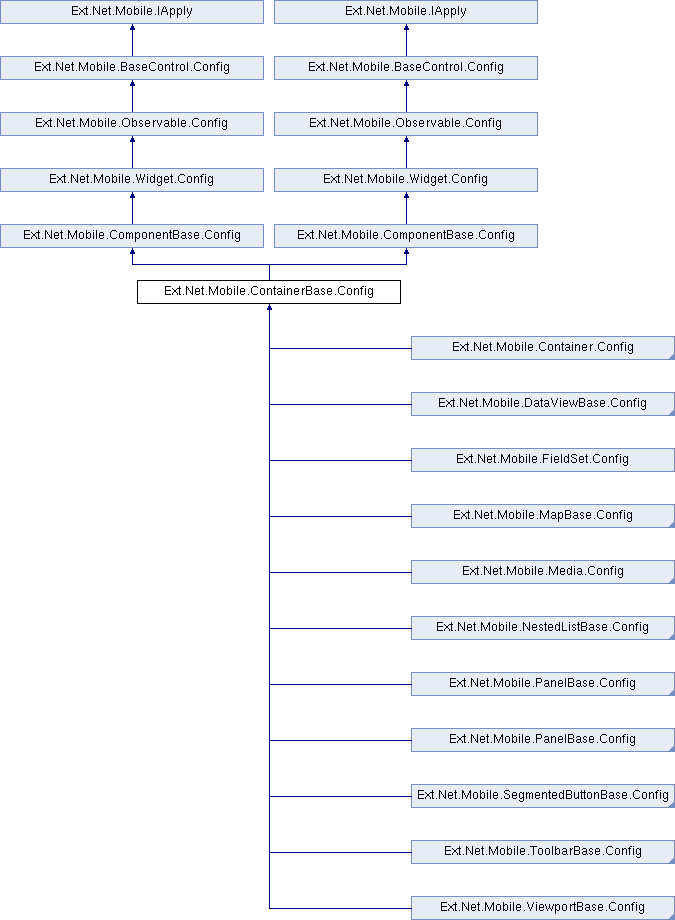 Ext.Net.Mobile.IApply
Ext.Net.Mobile.IApply
Ext.Net.Mobile.BaseControl.Config
Ext.Net.Mobile.BaseControl.Config
Ext.Net.Mobile.Observable.Config
Ext.Net.Mobile.Observable.Config
Ext.Net.Mobile.Widget.Config
Ext.Net.Mobile.Widget.Config
Ext.Net.Mobile.ComponentBase.Config
Ext.Net.Mobile.ComponentBase.Config
Ext.Net.Mobile.ContainerBase.Config
Ext.Net.Mobile.Container.Config
Ext.Net.Mobile.DataViewBase.Config
Ext.Net.Mobile.FieldSet.Config
Ext.Net.Mobile.MapBase.Config
Ext.Net.Mobile.Media.Config
Ext.Net.Mobile.NestedListBase.Config
Ext.Net.Mobile.PanelBase.Config
Ext.Net.Mobile.PanelBase.Config
Ext.Net.Mobile.SegmentedButtonBase.Config
Ext.Net.Mobile.ToolbarBase.Config
Ext.Net.Mobile.ViewportBase.Config